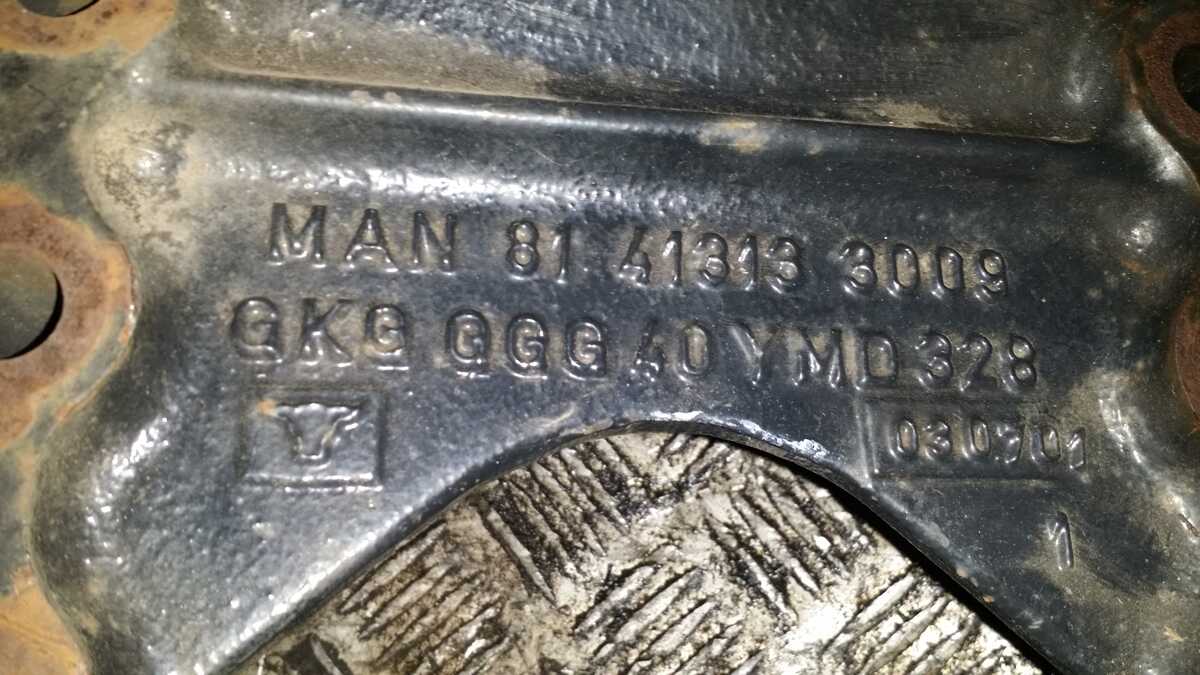 MAN 81 41313 3009
GKG GGG 40 YMD 328
030701
1